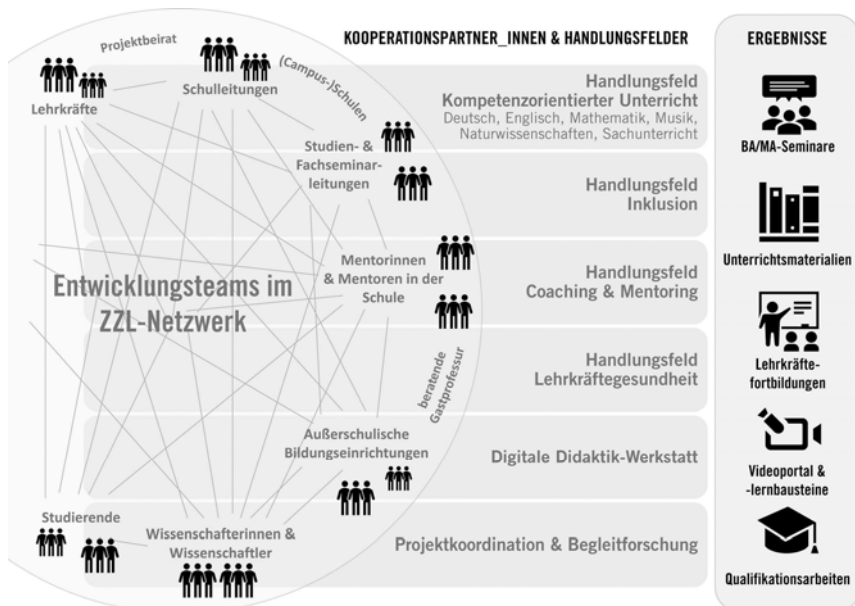 Projektbeirat
(Campus-)Schulen
Lehrkräfte
Schulleitungen
Studien- &
Fachseminar-
leitungen
Mentorinnen
& Mentoren in der
Schule
Entwicklungsteams im
ZZL-Netzwerk
beratende
Gastprofessur
Außerschulische
Bildungseinrichtungen
Studierende
Wissenschafterinnen &
Wissenschaftler
KOOPERATIONSPARTNER_INNEN & HANDLUNGSFELDER
Handlungsfeld
Kompetenzorientierter Unterricht
Deutsch, Englisch, Mathematik, Musik,
Naturwissenschaften, Sachunterricht
Handlungsfeld
Inklusion
Handlungsfeld
Coaching & Mentoring
Handlungsfeld
Lehrkräftegesundheit
Digitale Didaktik-Werkstatt
Projektkoordination & Begleitforschung
ERGEBNISSE
BA/MA-Seminare
Unterrichtsmaterialien
Lehrkräfte-
fortbildungen
Videoportal &
-lernbausteine
Qualifikationsarbeiten